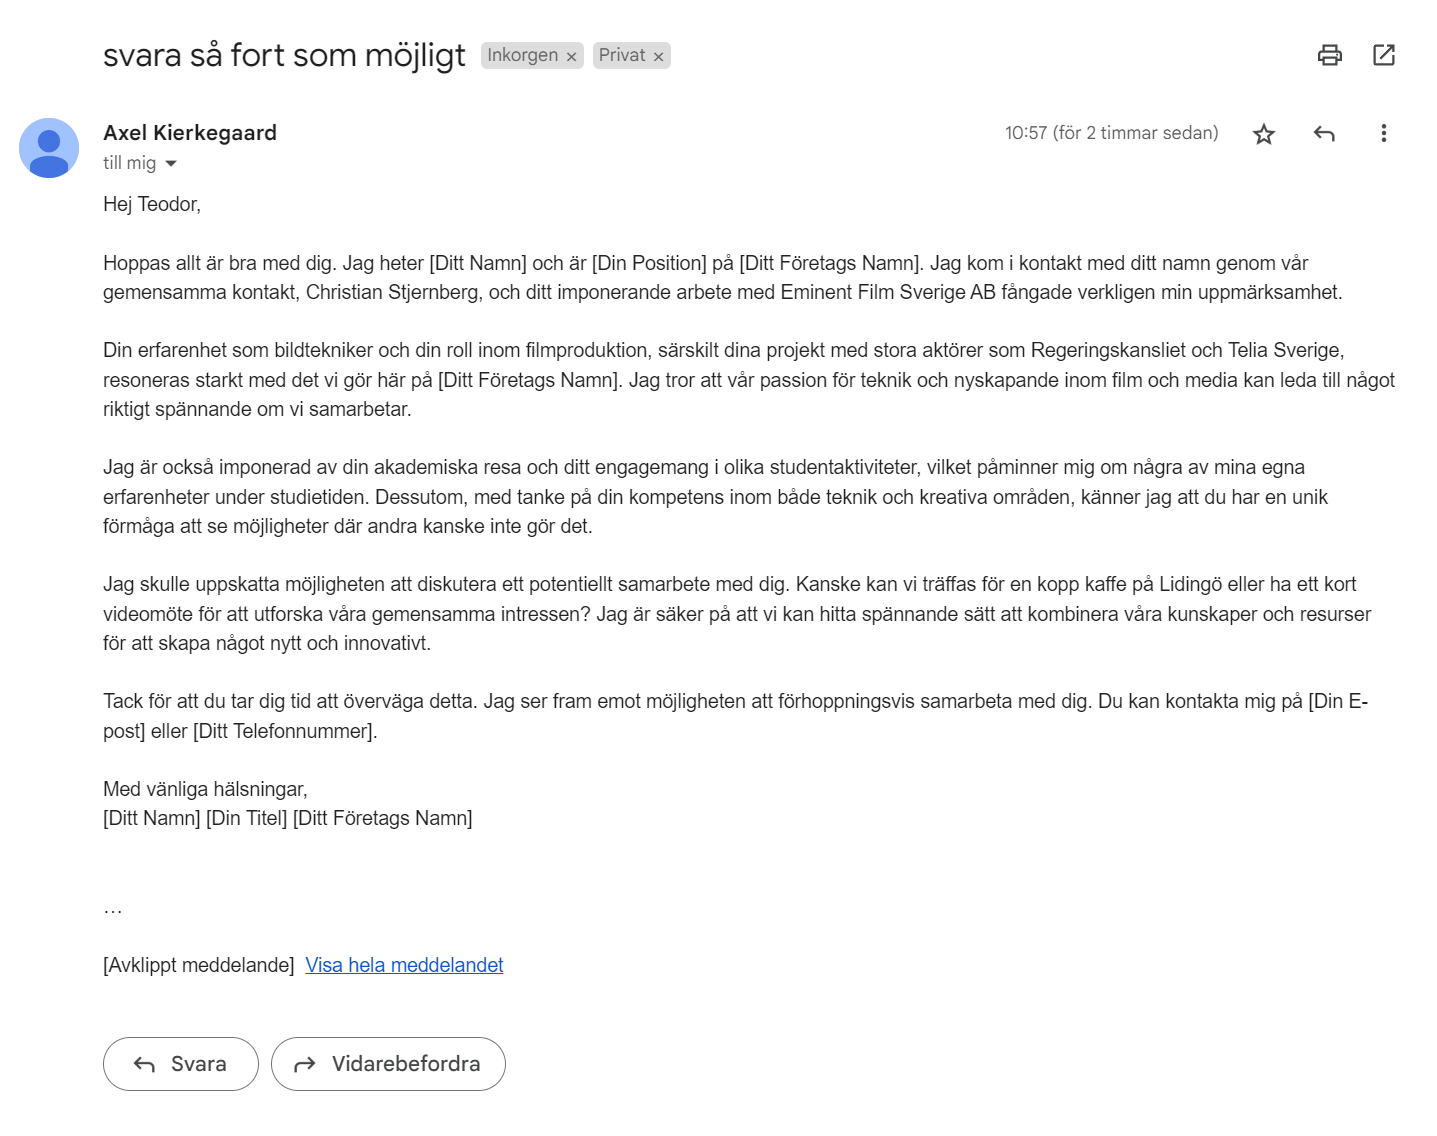 svara så fort som möjligt Inkorgen × Privat ×
Axel Kierkegaard 10:57 (för 2 timmar sedan)
till mig
Hej Teodor,
Hoppas allt är bra med dig. Jag heter [Ditt Namn] och är [Din Position] på [Ditt Företags Namn]. Jag kom i kontakt med ditt namn genom vår
gemensamma kontakt, Christian Stjernberg, och ditt imponerande arbete med Eminent Film Sverige AB fångade verkligen min uppmärksamhet.
Din erfarenhet som bildtekniker och din roll inom filmproduktion, särskilt dina projekt med stora aktörer som Regeringskansliet och Telia Sverige,
resoneras starkt med det vi gör här på [Ditt Företags Namn]. Jag tror att vår passion för teknik och nyskapande inom film och media kan leda till något
riktigt spännande om vi samarbetar.
Jag är också imponerad av din akademiska resa och ditt engagemang i olika studentaktiviteter, vilket påminner mig om några av mina egna
erfarenheter under studietiden. Dessutom, med tanke på din kompetens inom både teknik och kreativa områden, känner jag att du har en unik
förmåga att se möjligheter där andra kanske inte gör det.
Jag skulle uppskatta möjligheten att diskutera ett potentiellt samarbete med dig. Kanske kan vi träffas för en kopp kaffe på Lidingö eller ha ett kort
videomöte för att utforska våra gemensamma intressen? Jag är säker på att vi kan hitta spännande sätt att kombinera våra kunskaper och resurser
för att skapa något nytt och innovativt.
Tack för att du tar dig tid att överväga detta. Jag ser fram emot möjligheten att förhoppningsvis samarbeta med dig. Du kan kontakta mig på [Din E-
post] eller [Ditt Telefonnummer].
Med vänliga hälsningar,
[Ditt Namn] [Din Titel] [Ditt Företags Namn]
…
[Avklippt meddelande] Visa hela meddelandet
Svara Vidarebefordra